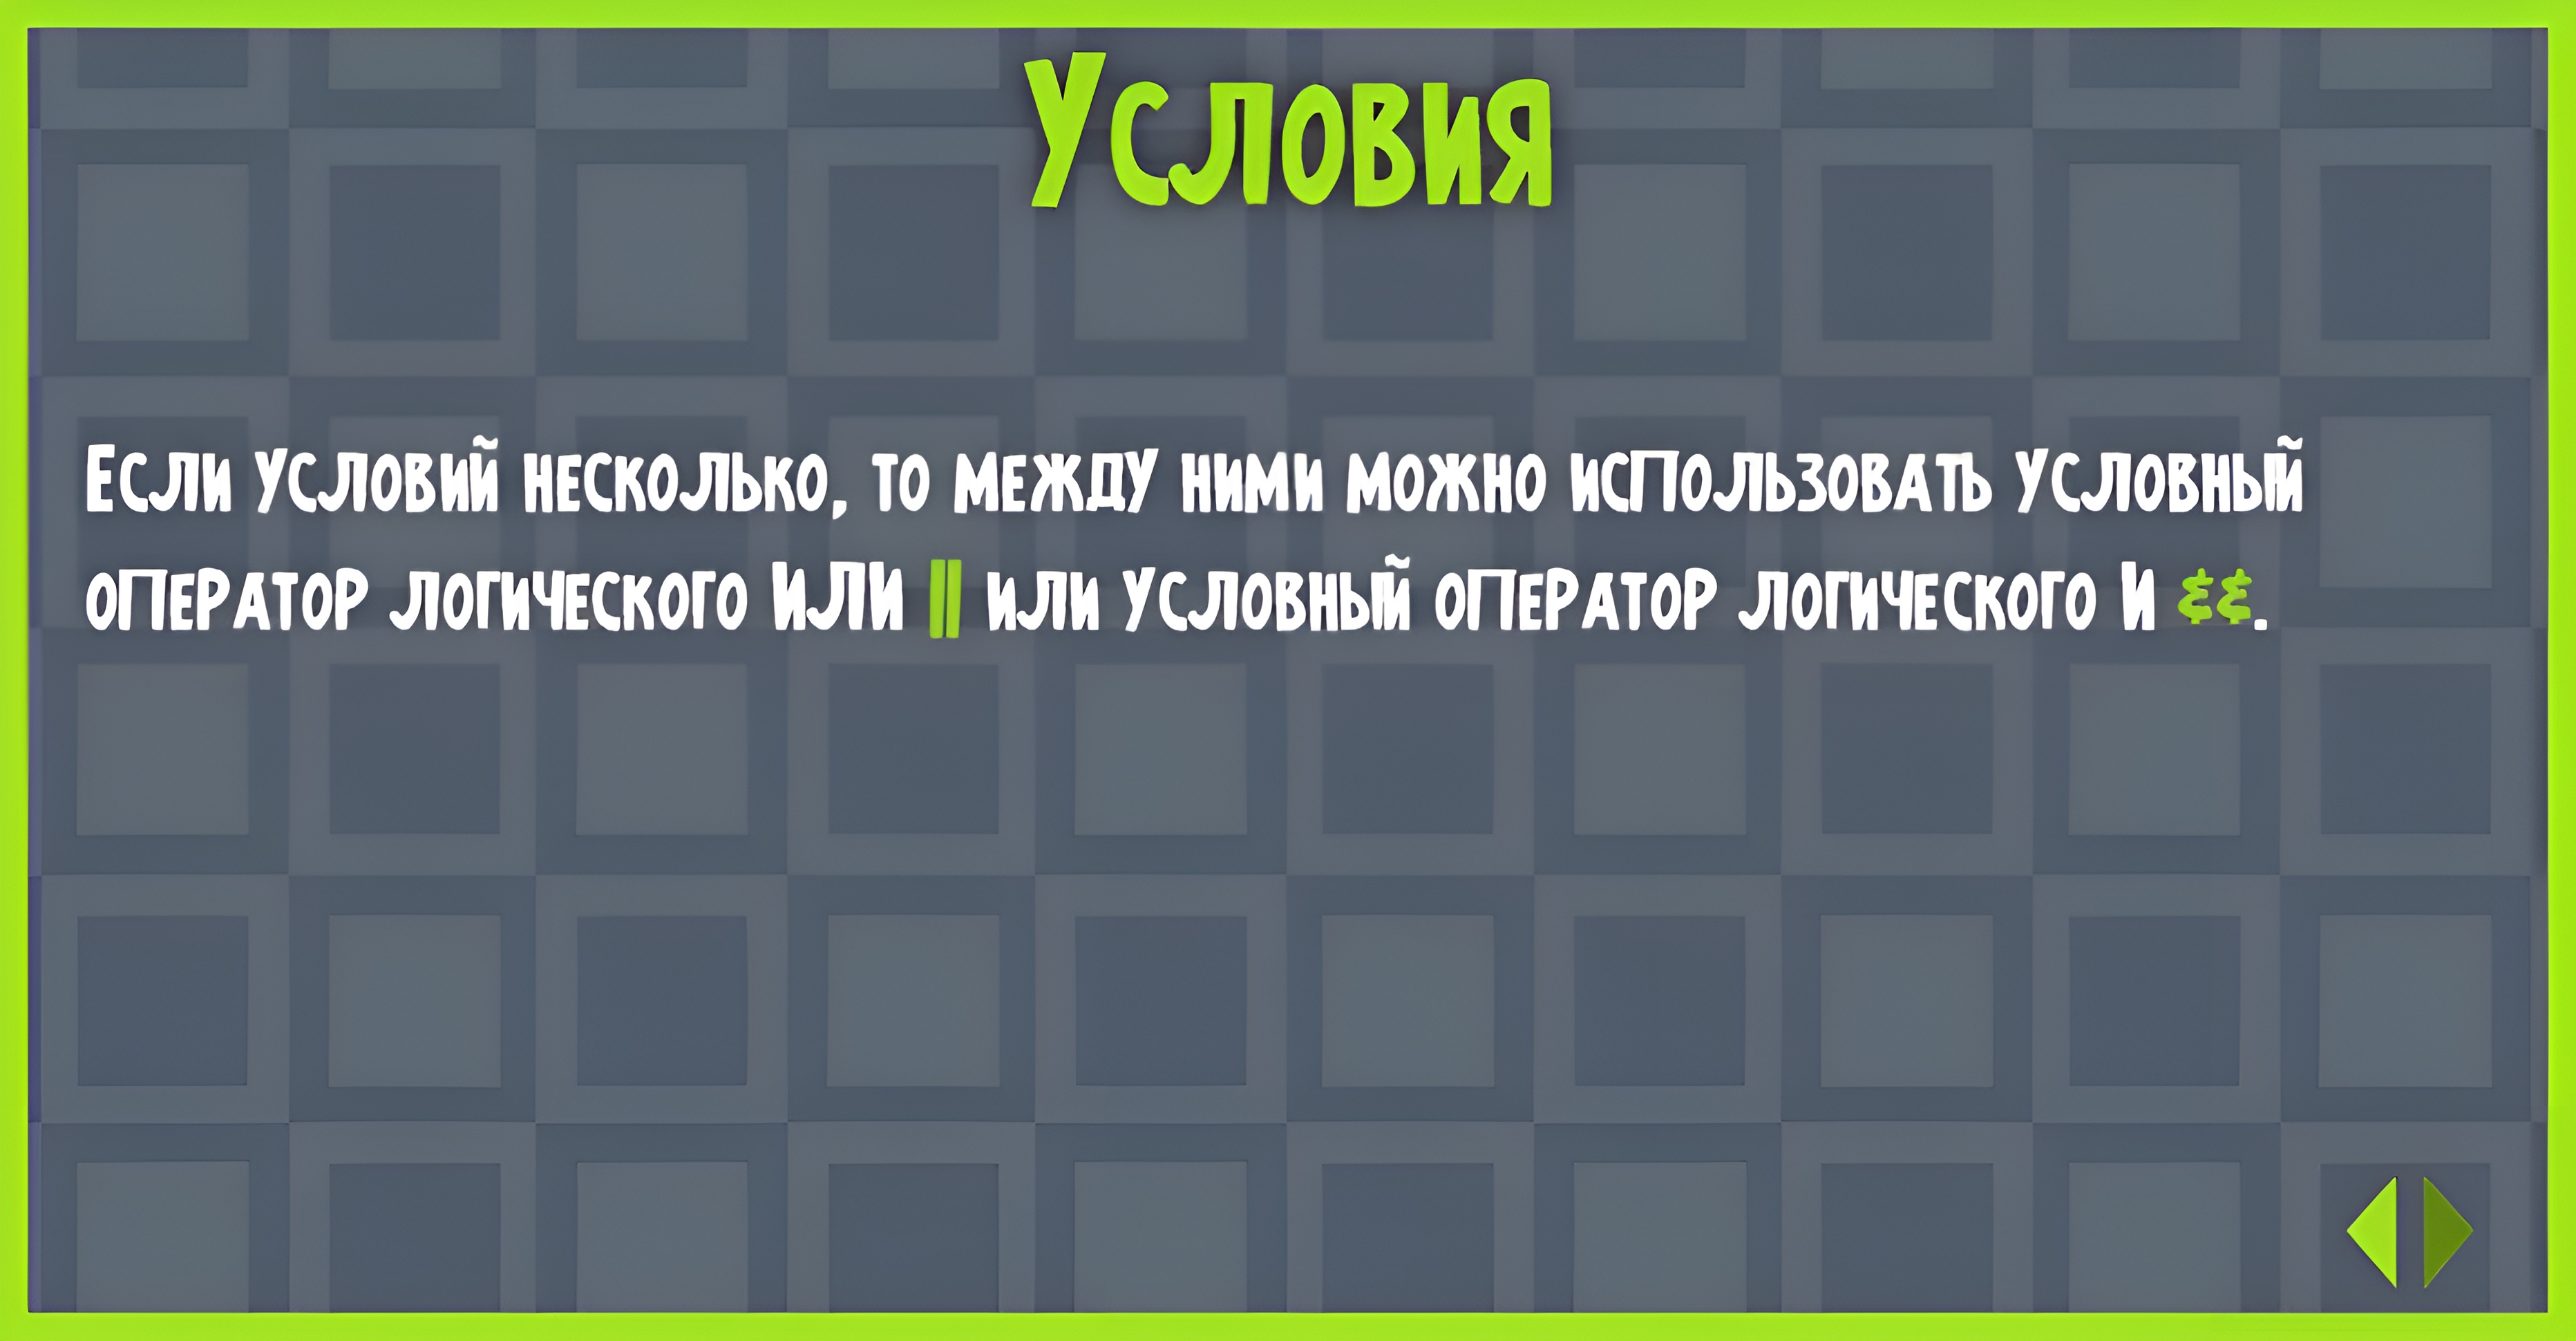 Условия
Если условий несколько, то между ними можно использовать условный
оператор логического ИЛИ || или условный оператор логического И &&.